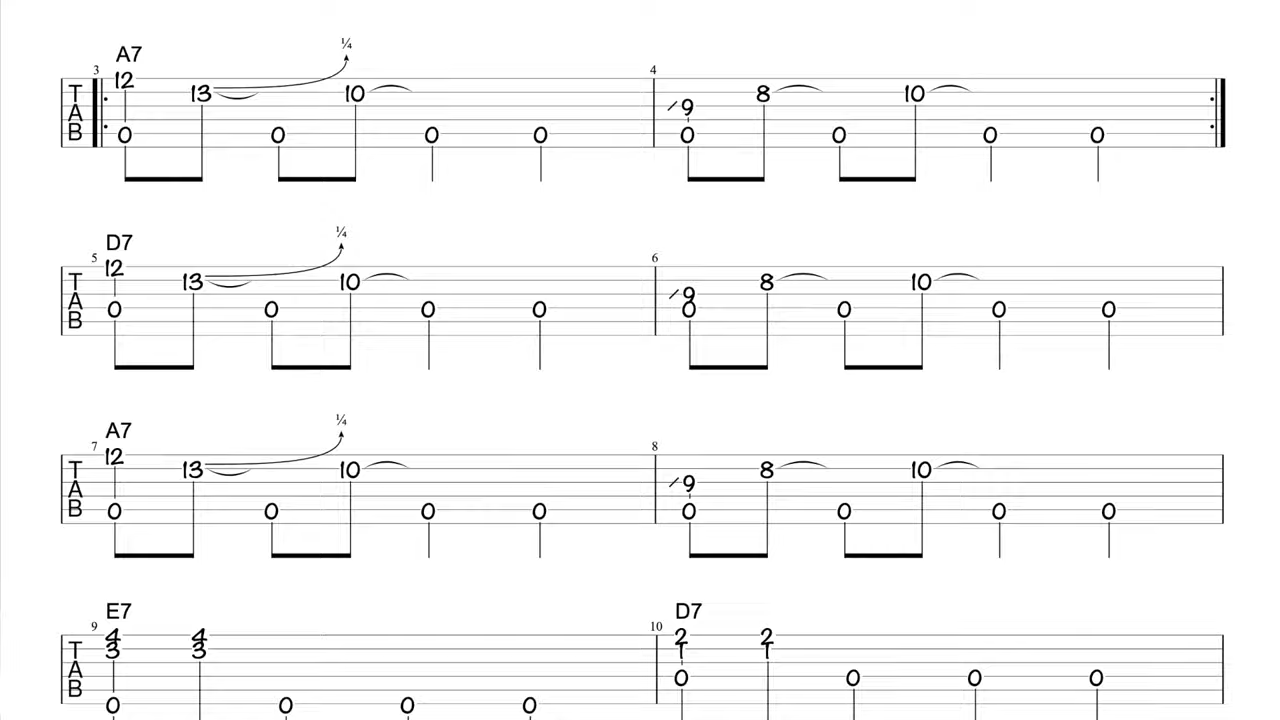 A7
¼
3 4
12
T 13 10 8 10
A 9
B 0 0 0 0 0 0 0 0
D7
¼
5 6
12
T 13 10 8 10
9
A 0 0 0 0 0 0 0 0
B
A7
¼
7 8
12
T 13 10 8 10
A 9
B 0 0 0 0 0 0 0 0
E7 D7
9 10
4 4 2 2
T 3 3 1 1
A 0 0 0 0
B
0 0 0 0